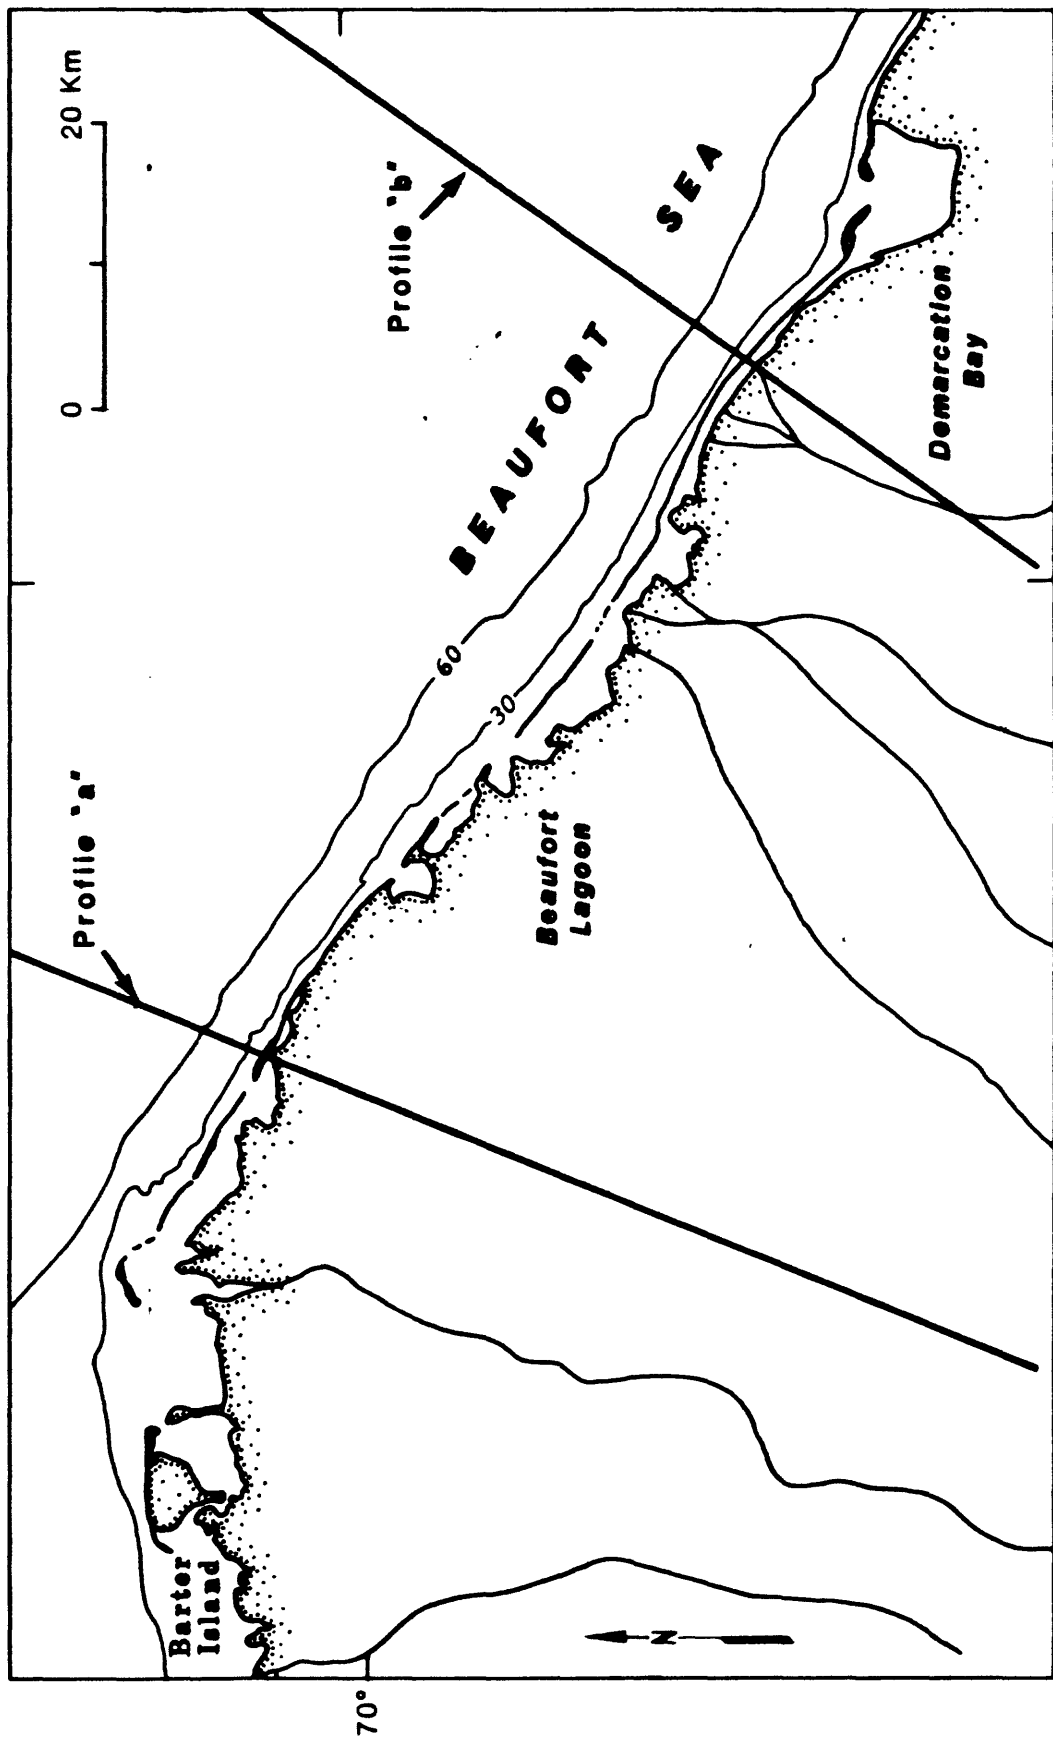 0 20 Km
Profile "b"
Profile "a"
BEAUFORT SEA
60
30
Barter
Island
Beaufort
Lagoon
Demarcation
Bay
N
70°